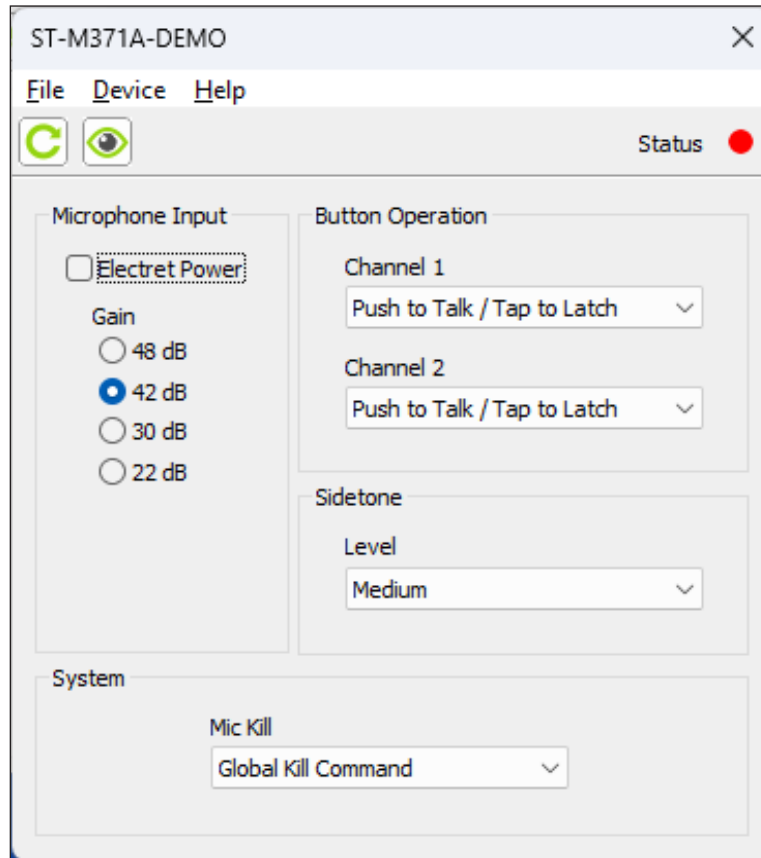 ST-M371A-DEMO
File Device Help
Status
Microphone Input
Electret Power
Gain
48 dB
42 dB
30 dB
22 dB
Button Operation
Channel 1
Push to Talk / Tap to Latch
Channel 2
Push to Talk / Tap to Latch
Sidetone
Level
Medium
System
Mic Kill
Global Kill Command